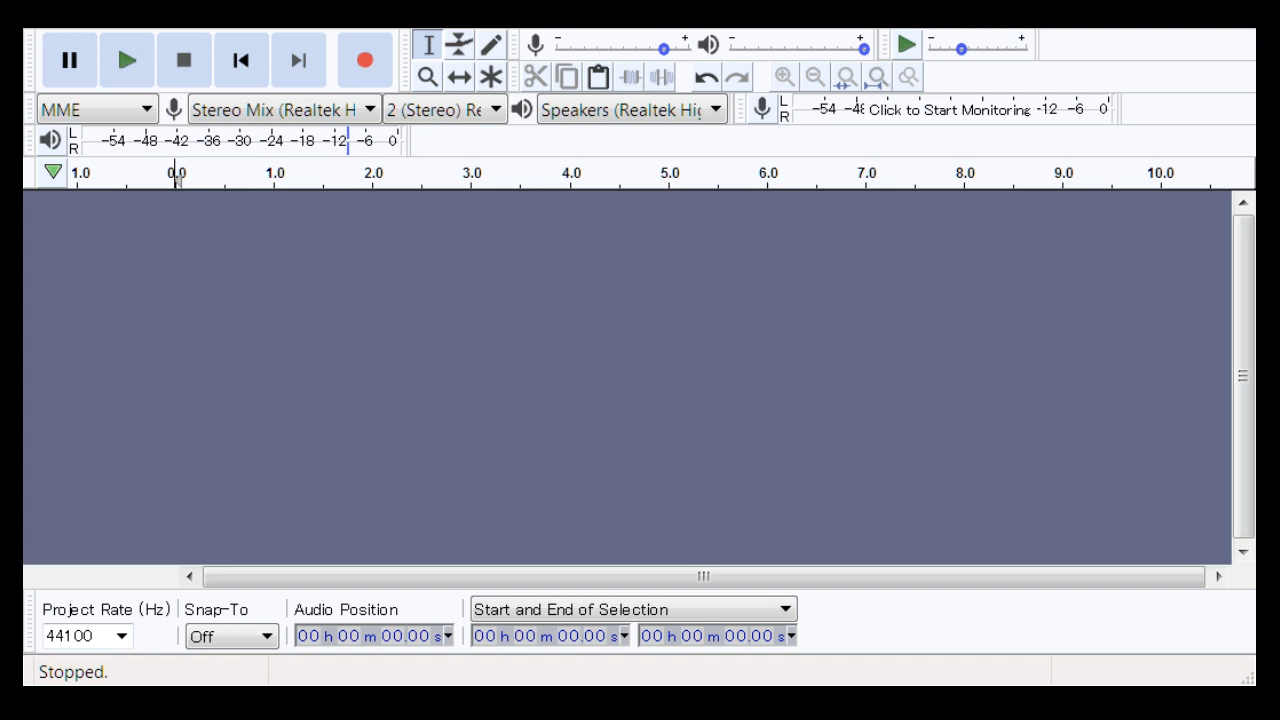 MME Stereo Mix (Realtek H 2 (Stereo) Re Speakers (Realtek Hig L R -54 -48 Click to Start Monitoring -12 -6 0
L R -54 -48 -42 -36 -30 -24 -18 -12 -6 0
1.0 0.0 1.0 2.0 3.0 4.0 5.0 6.0 7.0 8.0 9.0 10.0
Project Rate (Hz) Snap-To Audio Position Start and End of Selection
44100 Off 00 h 00 m 00.00 s 00 h 00 m 00.00 s 00 h 00 m 00.00 s
Stopped.